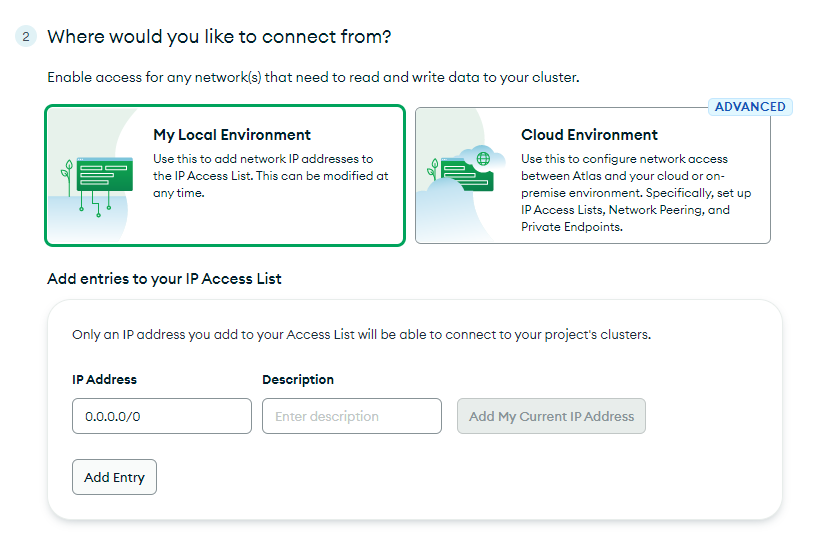 2 Where would you like to connect from?
Enable access for any network(s) that need to read and write data to your cluster.
ADVANCED
My Local Environment
Use this to add network IP addresses to
the IP Access List. This can be modified at
any time.
Cloud Environment
Use this to configure network access
between Atlas and your cloud or on-
premise environment. Specifically, set up
IP Access Lists, Network Peering, and
Private Endpoints.
Add entries to your IP Access List
Only an IP address you add to your Access List will be able to connect to your project's clusters.
IP Address Description
0.0.0.0/0 Enter description Add My Current IP Address
Add Entry